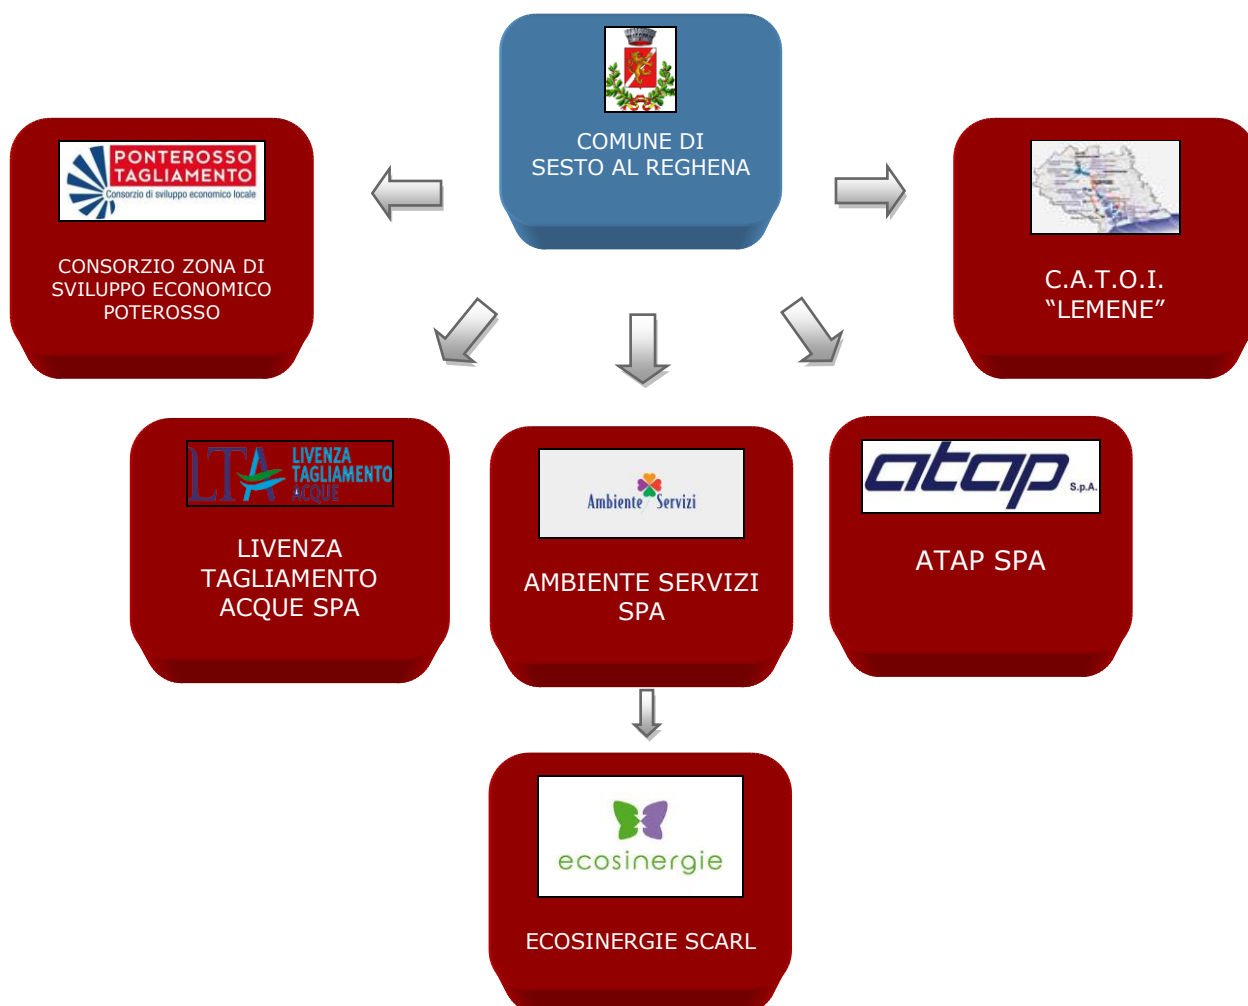 COMUNE DI
SESTO AL REGHENA
PONTEROSSO
TAGLIAMENTO
Consorzio di sviluppo economico locale
CONSORZIO ZONA DI
SVILUPPO ECONOMICO
POTEROSSO
C.A.T.O.I.
“LEMENE”
LTA
LIVENZA
TAGLIAMENTO
ACQUE
LIVENZA
TAGLIAMENTO
ACQUE SPA
Ambiente Servizi
AMBIENTE SERVIZI
SPA
atap S.p.A.
ATAP SPA
ecosinergie
ECOSINERGIE SCARL